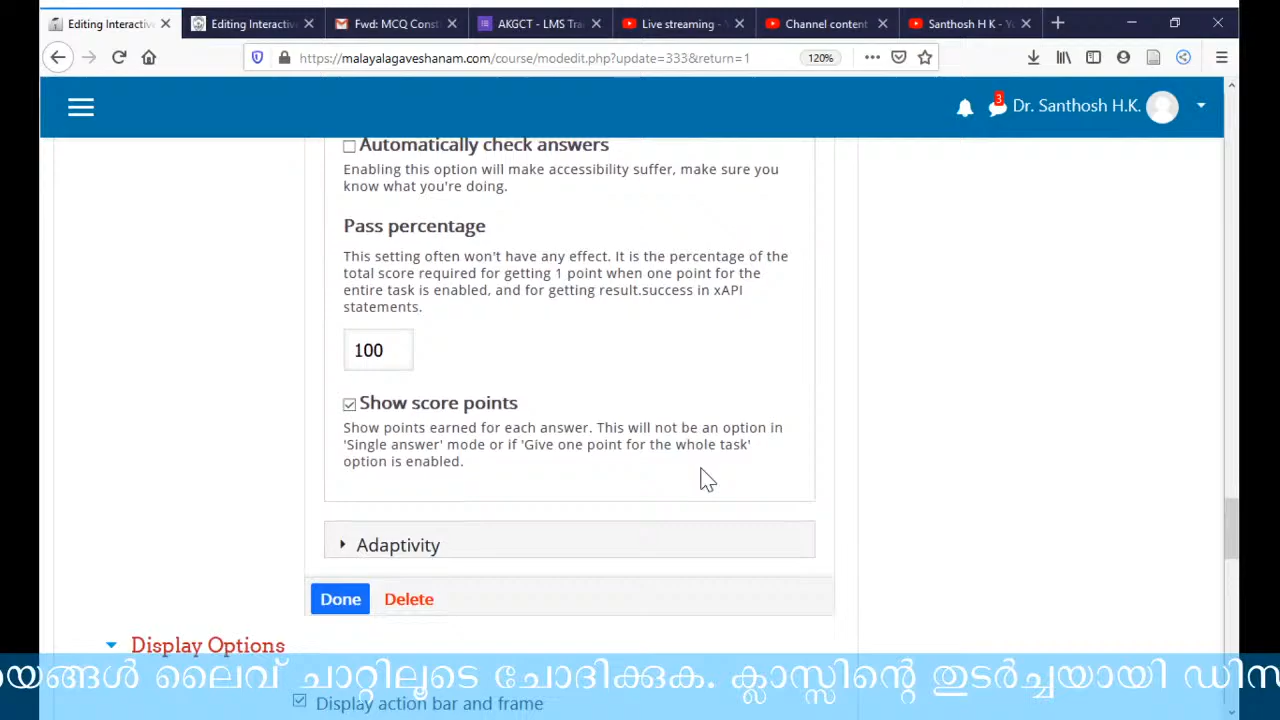 Editing Interactive
Editing Interactive
Fwd: MCQ Const
AKGCT - LMS Tra
Live streaming - Y
Channel content
Santhosh H K - Yo
https://malayalagaveshanam.com/course/modedit.php?update=333&return=1
120%
3
Dr. Santhosh H.K.
Automatically check answers
Enabling this option will make accessibility suffer, make sure you
know what you're doing.
Pass percentage
This setting often won't have any effect. It is the percentage of the
total score required for getting 1 point when one point for the
entire task is enabled, and for getting result.success in xAPI
statements.
100
Show score points
Show points earned for each answer. This will not be an option in
'Single answer' mode or if 'Give one point for the whole task'
option is enabled.
Adaptivity
Done
Delete
Display Options
യങ്ങൾ ലൈവ് ചാറ്റിലൂടെ ചോദിക്കുക. ക്ലാസ്സിന്റെ തുടർച്ചയായി ഡിസ
Display action bar and frame